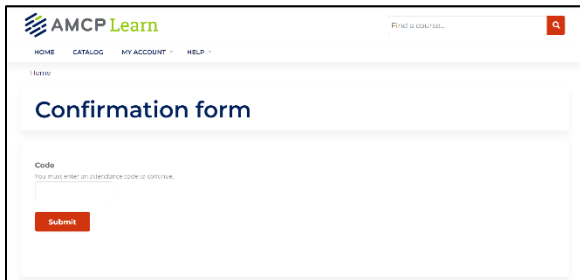 AMCP Learn
Find a course...
HOME CATALOG MY ACCOUNT HELP
Home
Confirmation form
Code
You must enter an attendance code to continue.
Submit